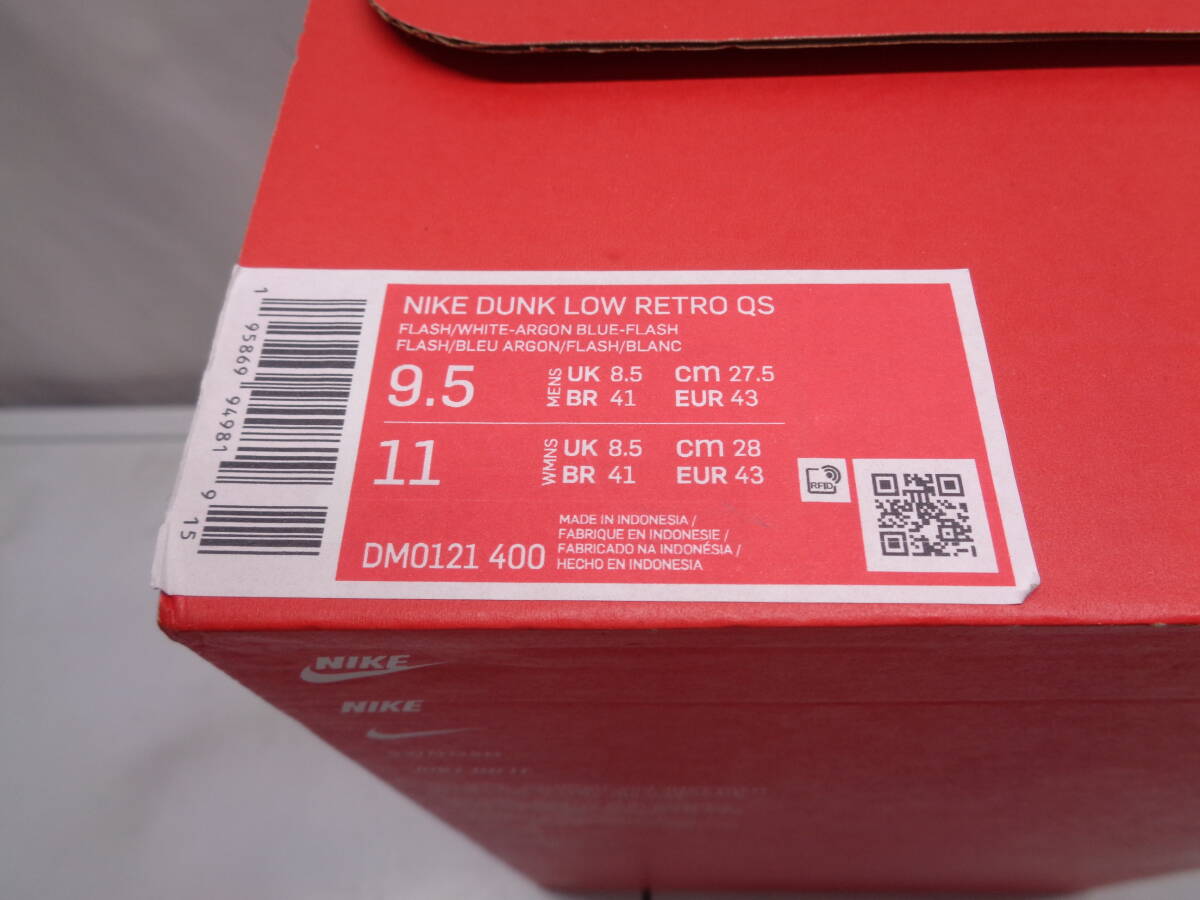 NIKE DUNK LOW RETRO QS
FLASH/WHITE-ARGON BLUE-FLASH
FLASH/BLEU ARGON/FLASH/BLANC
9.5 MENS UK 8.5 cm 27.5
BR 41 EUR 43
11 WMNS UK 8.5 cm 28
BR 41 EUR 43
RFID
DM0121 400
MADE IN INDONESIA /
FABRIQUE EN INDONESIE /
FABRICADO NA INDONÉSIA /
HECHO EN INDONESIA
1 95869 94981 9 15
NIKE
NIKE